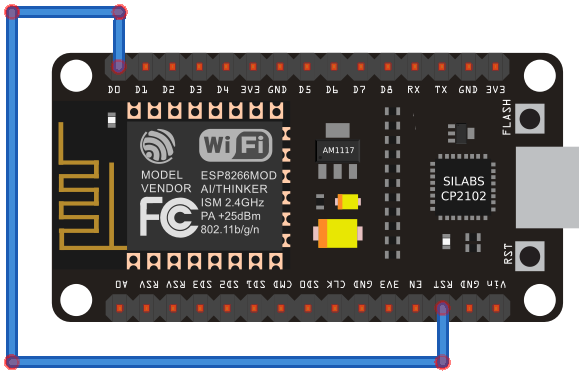 D0 D1 D2 D3 D4 3V3 GND D5 D6 D7 D8 RX TX GND 3V3
FLASH
WiFi
AM1117
MODEL
VENDOR
ESP8266MOD
AI/THINKER
ISM 2.4GHz
PA +25dBm
802.11b/g/n
FC
SILABS
CP2102
RST
A0 RSV RSV SD3 SD2 SD1 CMD SD0 CLK GND 3V3 EN RST GND Vin